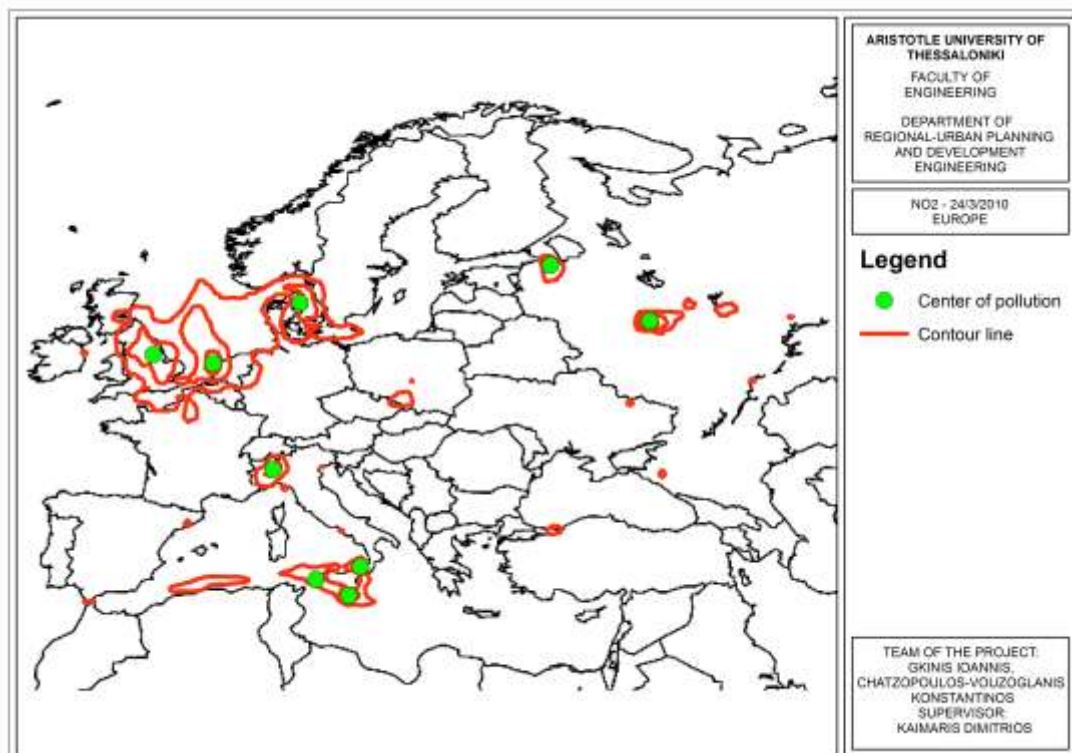 ARISTOTLE UNIVERSITY OF
THESSALONIKI
FACULTY OF
ENGINEERING
DEPARTMENT OF
REGIONAL-URBAN PLANNING
AND DEVELOPMENT
ENGINEERING
NO2 - 24/3/2010
EUROPE
Legend
Center of pollution
Contour line
TEAM OF THE PROJECT:
GKINIS IOANNIS,
CHATZOPOULOS-VOUZOGLANIS
KONSTANTINOS
SUPERVISOR:
KAIMARIS DIMITRIOS